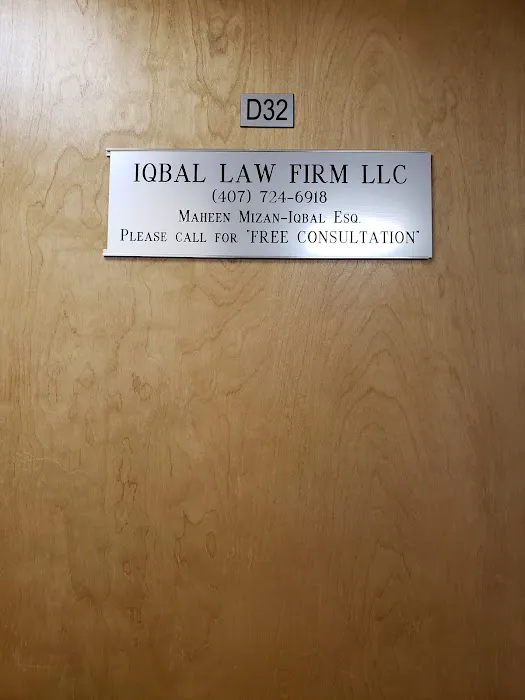 D32
IQBAL LAW FIRM LLC
(407) 724-6918
Maheen Mizan-Iqbal Esq.
Please call for "FREE CONSULTATION"